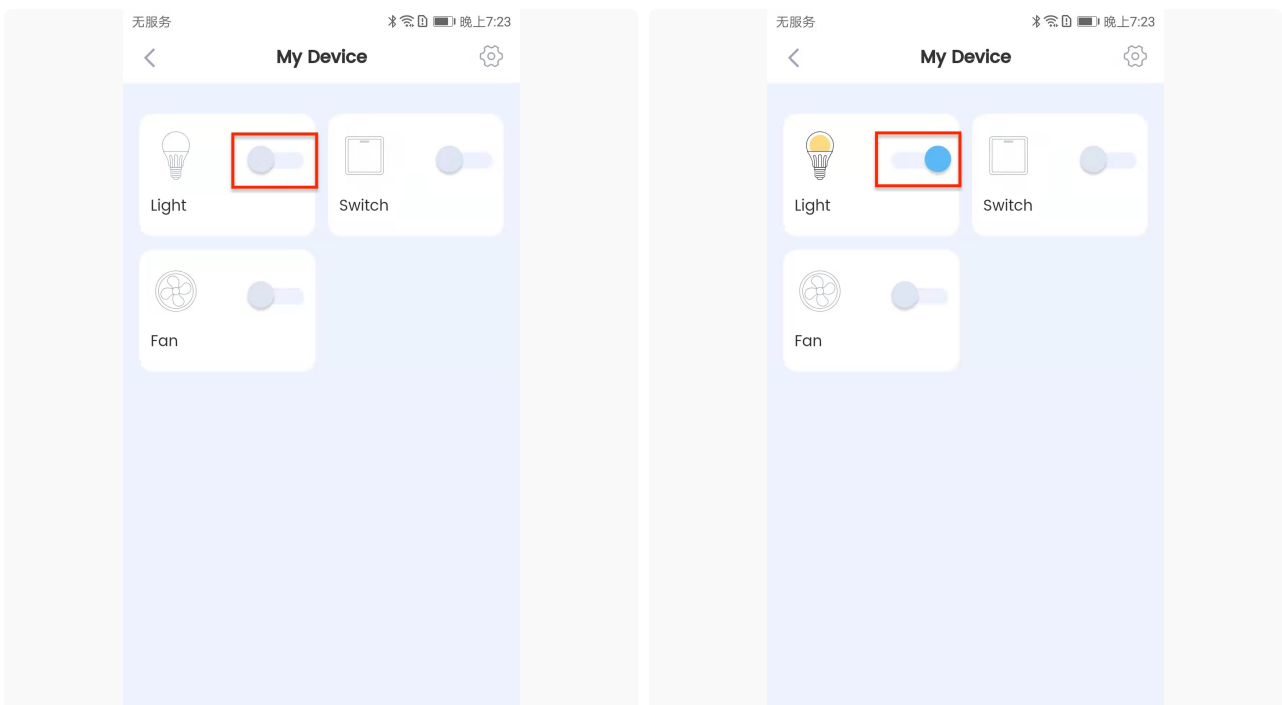 无服务 晚上7:23
My Device
Light Switch
Fan
无服务 晚上7:23
My Device
Light Switch
Fan